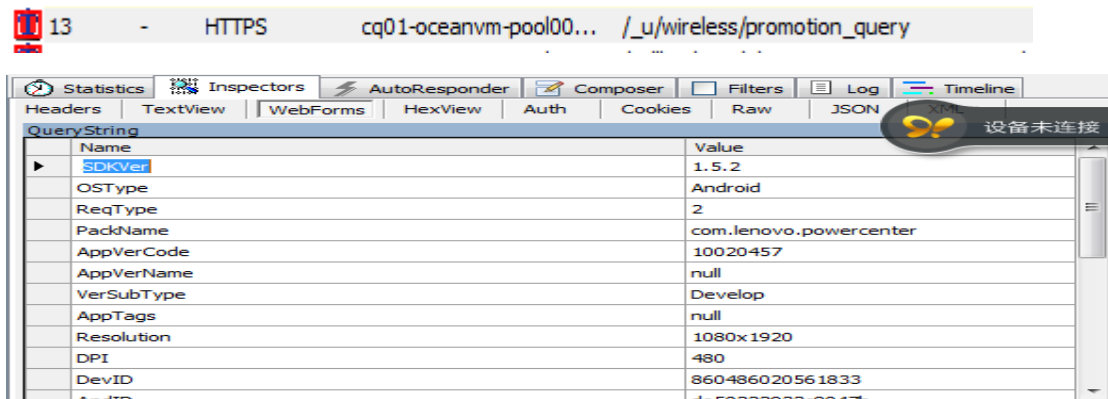 13 - HTTPS cq01-oceanvm-pool00... /_u/wireless/promotion_query
Statistics Inspectors AutoResponder Composer Filters Log Timeline
Headers TextView WebForms HexView Auth Cookies Raw JSON XML
设备未连接
QueryString
Name Value
SDKVer 1.5.2
OSType Android
ReqType 2
PackName com.lenovo.powercenter
AppVerCode 10020457
AppVerName null
VerSubType Develop
AppTags null
Resolution 1080x1920
DPI 480
DevID 860486020561833